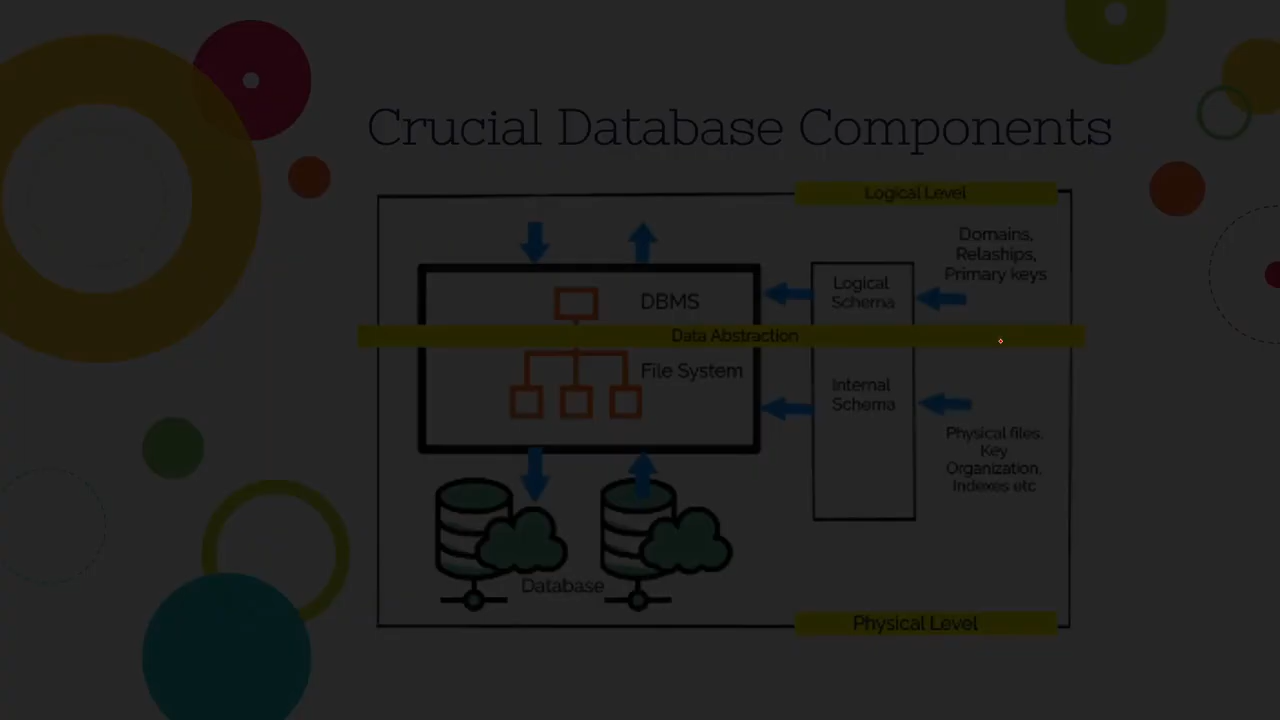 Crucial Database Components
Logical Level
Domains,
Relaships,
Primary keys
Logical
Schema
DBMS
Data Abstraction
File System
Internal
Schema
Physical files,
Key
Organization,
Indexes etc
Database
Physical Level